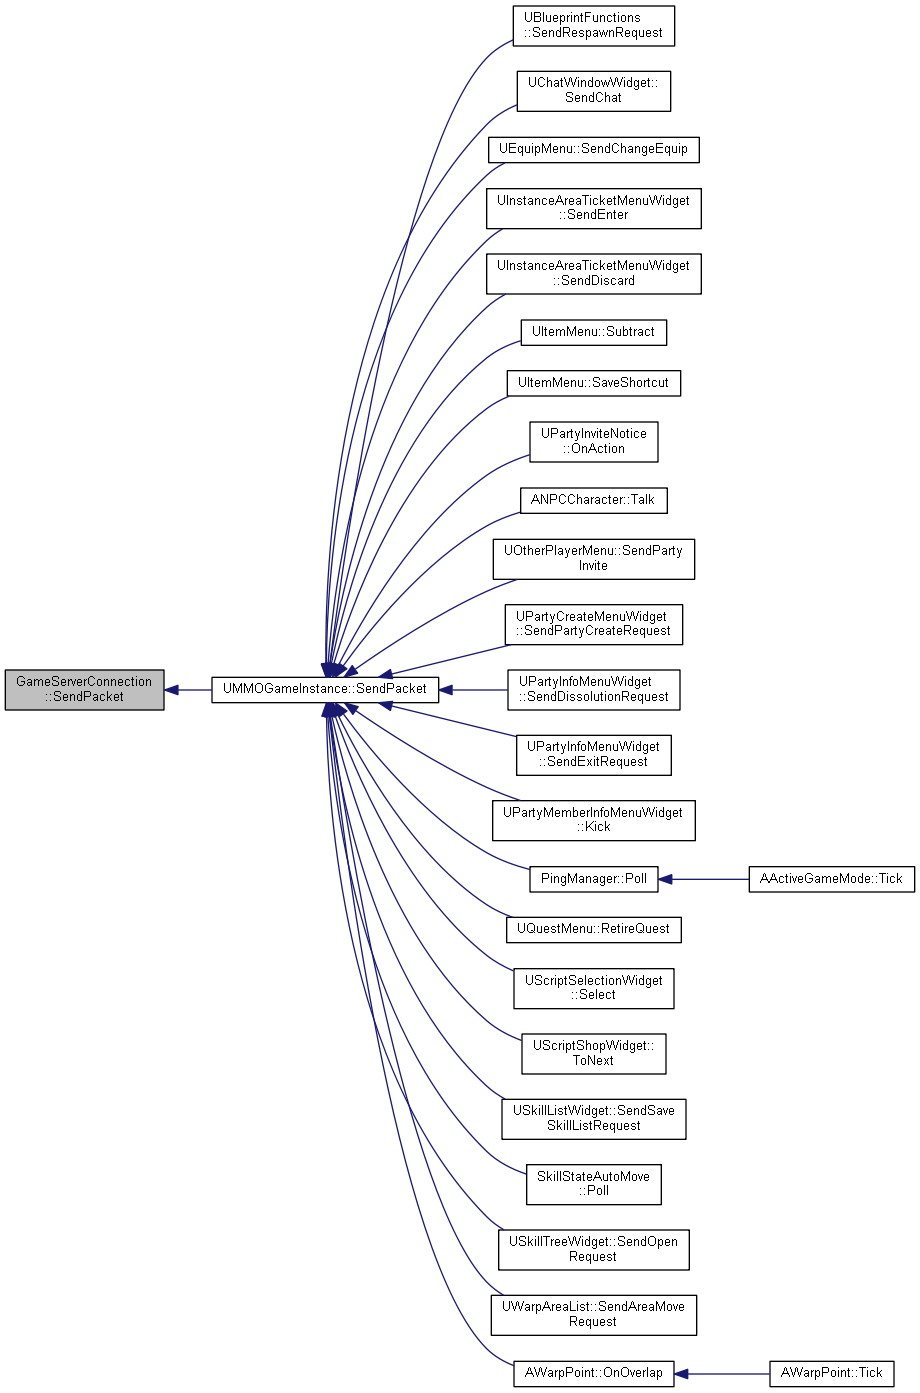 UBlueprintFunctions
::SendRespawnRequest
UChatWindowWidget::
SendChat
UEquipMenu::SendChangeEquip
UInstanceAreaTicketMenuWidget
::SendEnter
UInstanceAreaTicketMenuWidget
::SendDiscard
UItemMenu::Subtract
UItemMenu::SaveShortcut
UPartyInviteNotice
::OnAction
ANPCCharacter::Talk
UOtherPlayerMenu::SendParty
Invite
UPartyCreateMenuWidget
::SendPartyCreateRequest
GameServerConnection
::SendPacket
UMMOGameInstance::SendPacket
UPartyInfoMenuWidget
::SendDissolutionRequest
UPartyInfoMenuWidget
::SendExitRequest
UPartyMemberInfoMenuWidget
::Kick
PingManager::Poll
AActiveGameMode::Tick
UQuestMenu::RetireQuest
UScriptSelectionWidget
::Select
UScriptShopWidget::
ToNext
USkillListWidget::SendSave
SkillListRequest
SkillStateAutoMove
::Poll
USkillTreeWidget::SendOpen
Request
UWarpAreaList::SendAreaMove
Request
AWarpPoint::OnOverlap
AWarpPoint::Tick